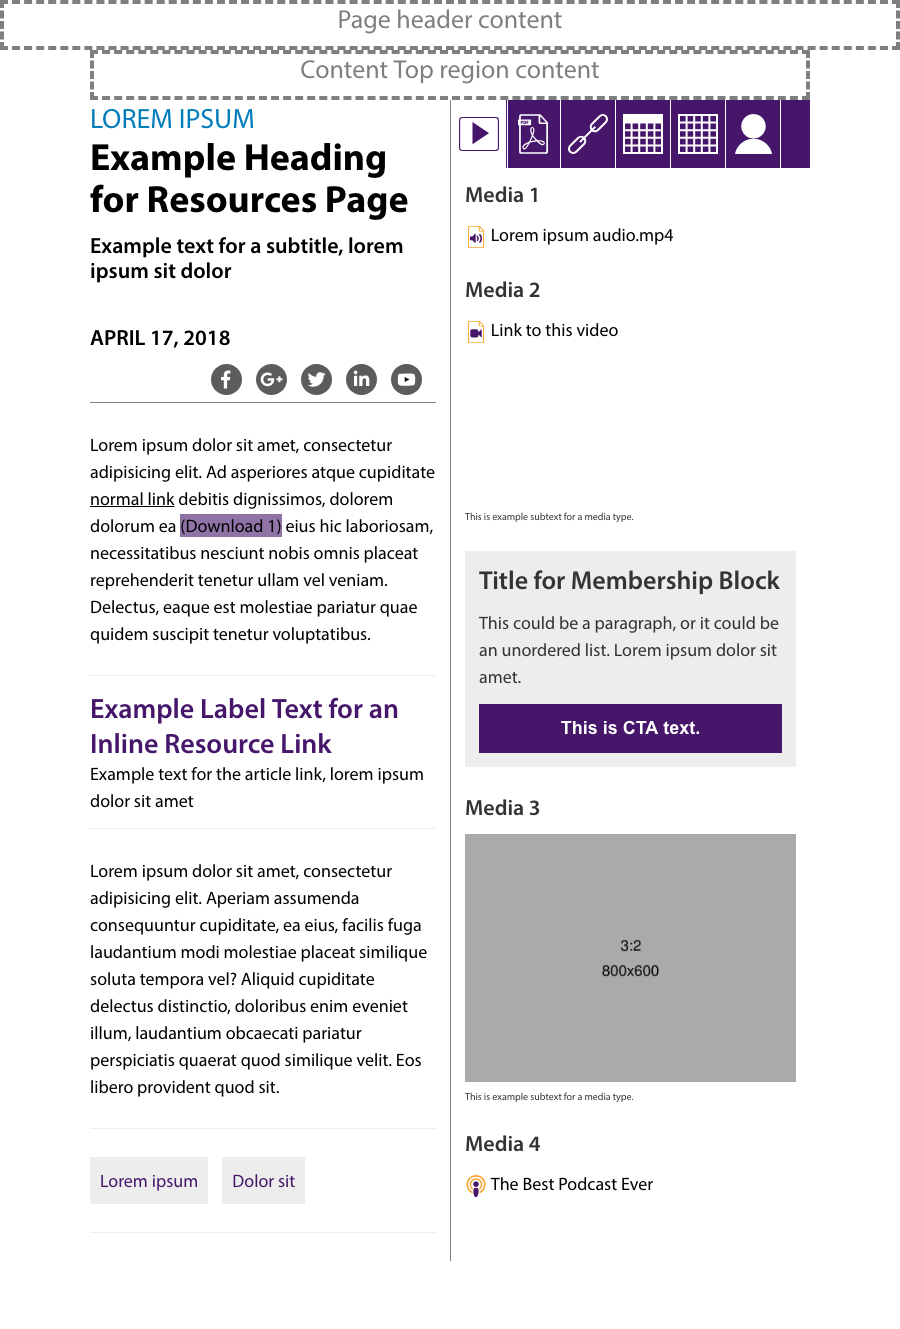 Page header content
Content Top region content
LOREM IPSUM
Example Heading
for Resources Page
Example text for a subtitle, lorem
ipsum sit dolor
APRIL 17, 2018
Lorem ipsum dolor sit amet, consectetur
adipisicing elit. Ad asperiores atque cupiditate
normal link debitis dignissimos, dolorem
dolorum ea (Download 1) eius hic laboriosam,
necessitatibus nesciunt nobis omnis placeat
reprehenderit tenetur ullam vel veniam.
Delectus, eaque est molestiae pariatur quae
quidem suscipit tenetur voluptatibus.
Example Label Text for an
Inline Resource Link
Example text for the article link, lorem ipsum
dolor sit amet
Lorem ipsum dolor sit amet, consectetur
adipisicing elit. Aperiam assumenda
consequuntur cupiditate, ea eius, facilis fuga
laudantium modi molestiae placeat similique
soluta tempora vel? Aliquid cupiditate
delectus distinctio, doloribus enim eveniet
illum, laudantium obcaecati pariatur
perspiciatis quaerat quod similique velit. Eos
libero provident quod sit.
Lorem ipsum
Dolor sit
PDF
Media 1
Lorem ipsum audio.mp4
Media 2
Link to this video
This is example subtext for a media type.
Title for Membership Block
This could be a paragraph, or it could be
an unordered list. Lorem ipsum dolor sit
amet.
This is CTA text.
Media 3
3:2
800x600
This is example subtext for a media type.
Media 4
The Best Podcast Ever